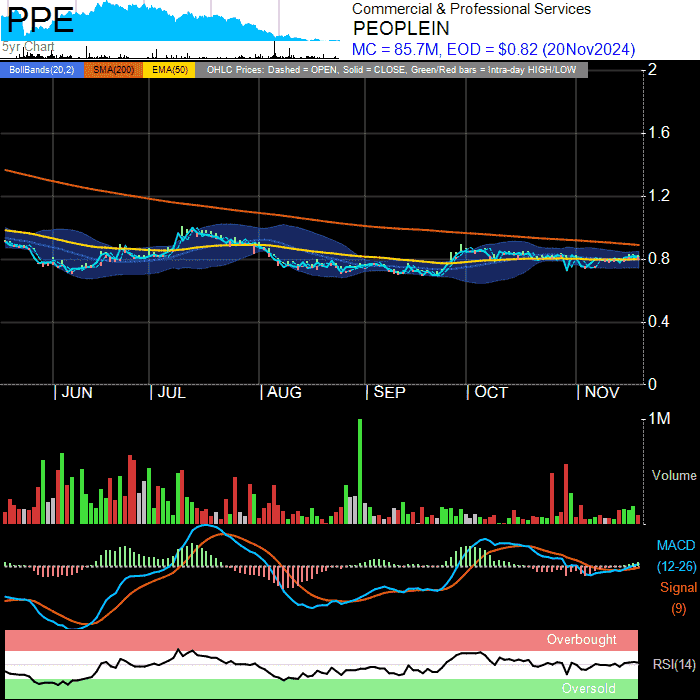 PPE
5yr Chart
Commercial & Professional Services
PEOPLEIN
MC = 85.7M, EOD = $0.82 (20Nov2024)
BollBands(20,2) SMA(200) EMA(50) OHLC Prices: Dashed = OPEN, Solid = CLOSE, Green/Red bars = Intra-day HIGH/LOW
2
1.6
1.2
0.8
0.4
0
JUN JUL AUG SEP OCT NOV
1M
Volume
MACD
(12-26)
Signal
(9)
Overbought
RSI(14)
Oversold